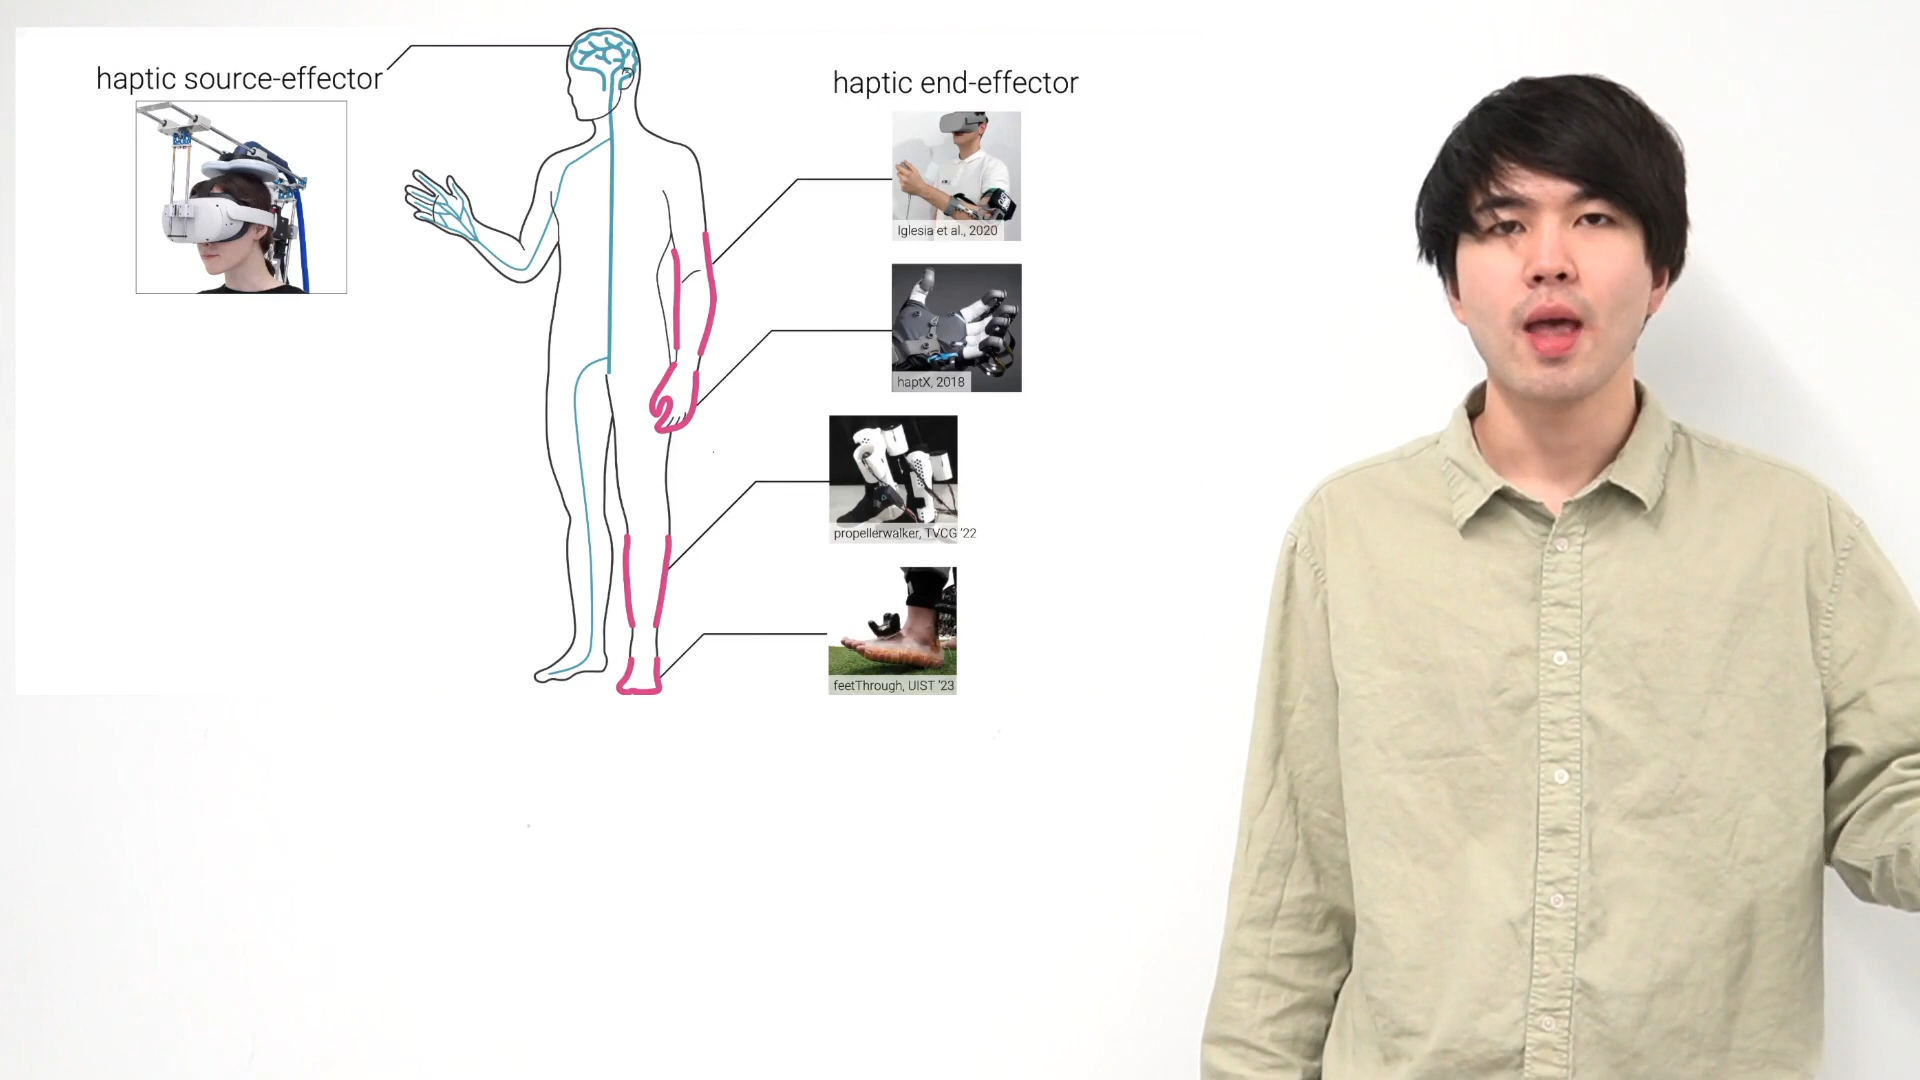 haptic source-effector
haptic end-effector
Iglesia et al., 2020
haptX, 2018
propellerwalker, TVCG '22
feetThrough, UIST '23